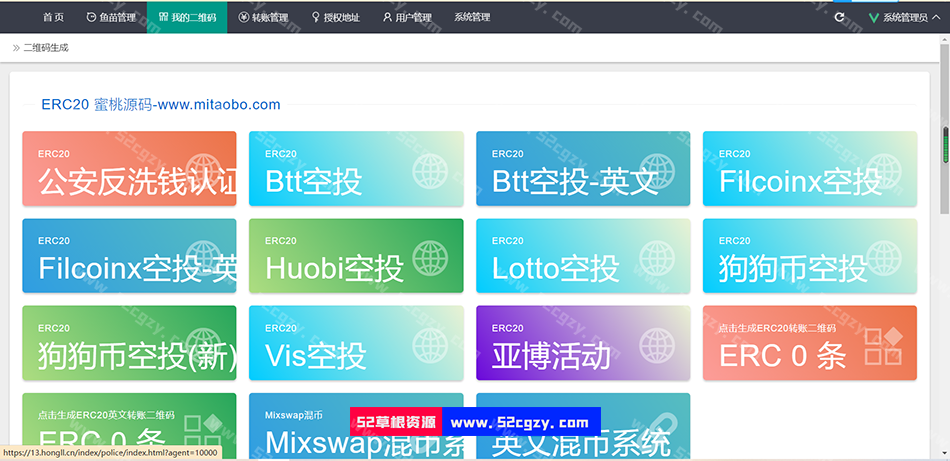 首页 鱼苗管理 我的二维码 转账管理 授权地址 用户管理 系统管理 系统管理员
二维码生成
ERC20 蜜桃源码-www.mitaobo.com
ERC20 ERC20 ERC20 ERC20
公安反洗钱认证 Btt空投 Btt空投-英文 Filcoinx空投
ERC20 ERC20 ERC20 ERC20
Filcoinx空投-英 Huobi空投 Lotto空投 狗狗币空投
ERC20 ERC20 ERC20 点击生成ERC20转账二维码
狗狗币空投(新) Vis空投 亚博活动 ERC 0 条
点击生成ERC20英文转账二维码 Mixswap混币
ERC 0 条 Mixswap混币系 英文混币系统
52草根资源 www.52cgzy.com
https://13.hongll.cn/index/police/index.html?agent=10000